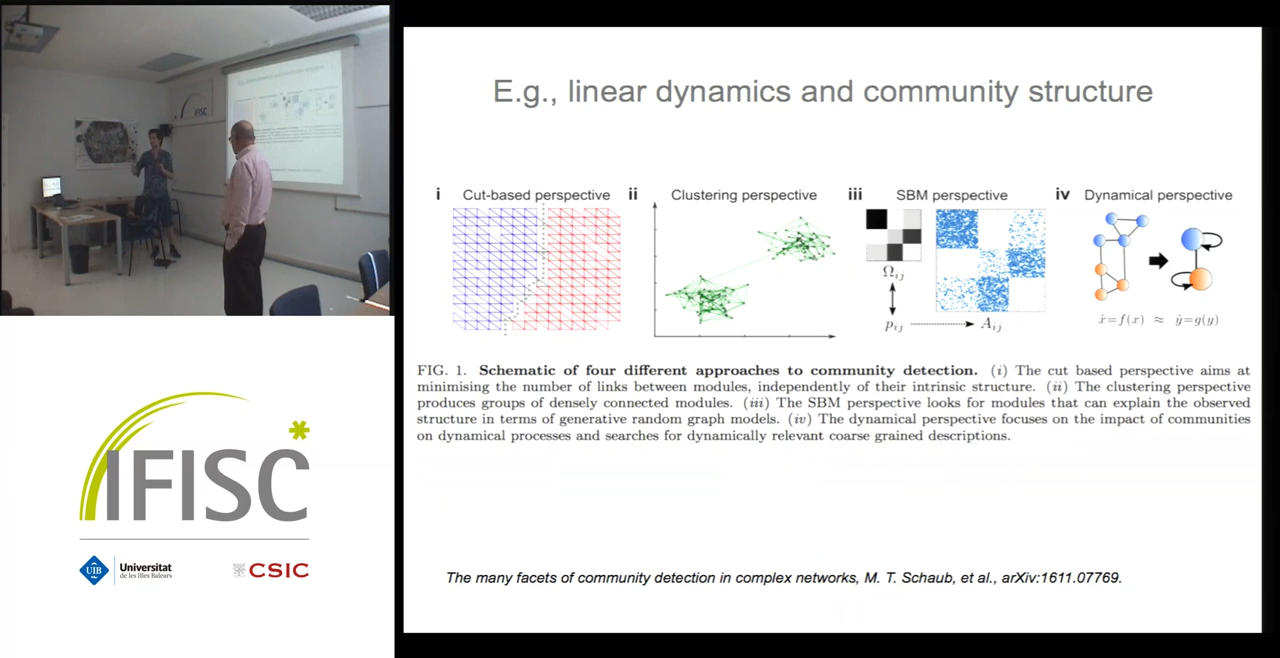 E.g., linear dynamics and community structure
i Cut-based perspective
ii Clustering perspective
iii SBM perspective
iv Dynamical perspective
Ω_ij
p_ij
A_ij
ẋ=f(x) ≈ ẏ=g(y)
FIG. 1. Schematic of four different approaches to community detection. (i) The cut based perspective aims at
minimising the number of links between modules, independently of their intrinsic structure. (ii) The clustering perspective
produces groups of densely connected modules. (iii) The SBM perspective looks for modules that can explain the observed
structure in terms of generative random graph models. (iv) The dynamical perspective focuses on the impact of communities
on dynamical processes and searches for dynamically relevant coarse grained descriptions.
The many facets of community detection in complex networks, M. T. Schaub, et al., arXiv:1611.07769.
IFISC
IFISC
UIB
Universitat
de les Illes Balears
CSIC